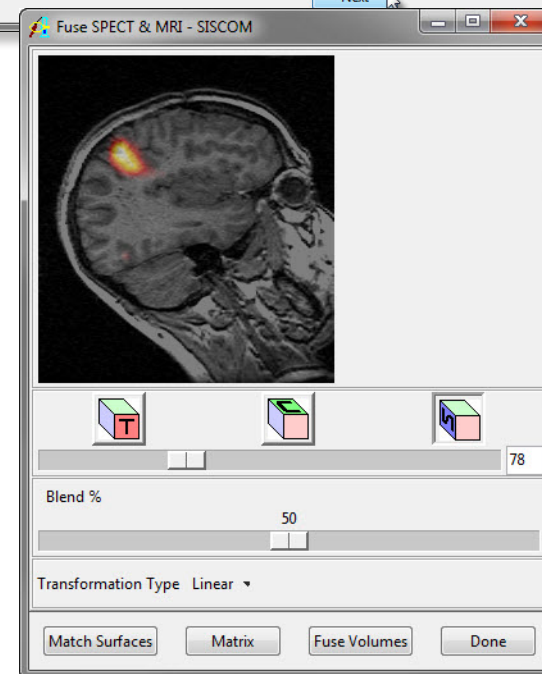 Fuse SPECT & MRI - SISCOM
T
C
S
78
Blend %
50
Transformation Type Linear
Match Surfaces Matrix Fuse Volumes Done